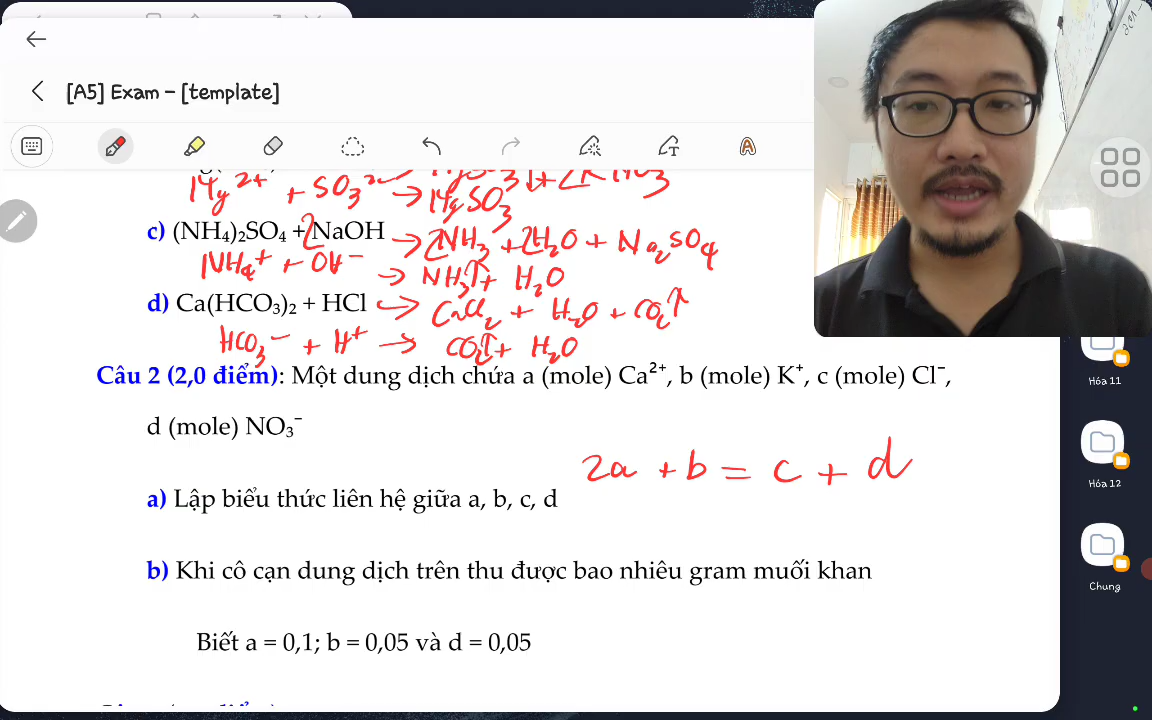 [A5] Exam – [template]
Mg²⁺ + SO₃²⁻ → MgSO₃
c) (NH₄)₂SO₄ + 2NaOH → 2NH₃ + 2H₂O + Na₂SO₄
NH₄⁺ + OH⁻ → NH₃↑ + H₂O
d) Ca(HCO₃)₂ + HCl → CaCl₂ + H₂O + CO₂↑
HCO₃⁻ + H⁺ → CO₂↑ + H₂O
Câu 2 (2,0 điểm): Một dung dịch chứa a (mole) Ca²⁺, b (mole) K⁺, c (mole) Cl⁻,
d (mole) NO₃⁻
2a + b = c + d
a) Lập biểu thức liên hệ giữa a, b, c, d
b) Khi cô cạn dung dịch trên thu được bao nhiêu gram muối khan
Biết a = 0,1; b = 0,05 và d = 0,05
Hóa 11
Hóa 12
Chung